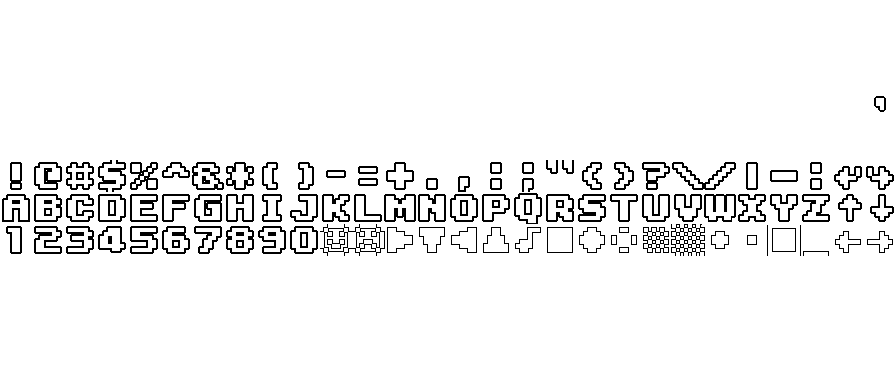 ,
!@#$%^&*()-=+.,:;"<>?\/|-:↲↲
ABCDEFGHIJKLMNOPQRSTUVWXYZ↑↓
1234567890☺☻►▼◄▲♪■●◌▒▓•·|□|_←→